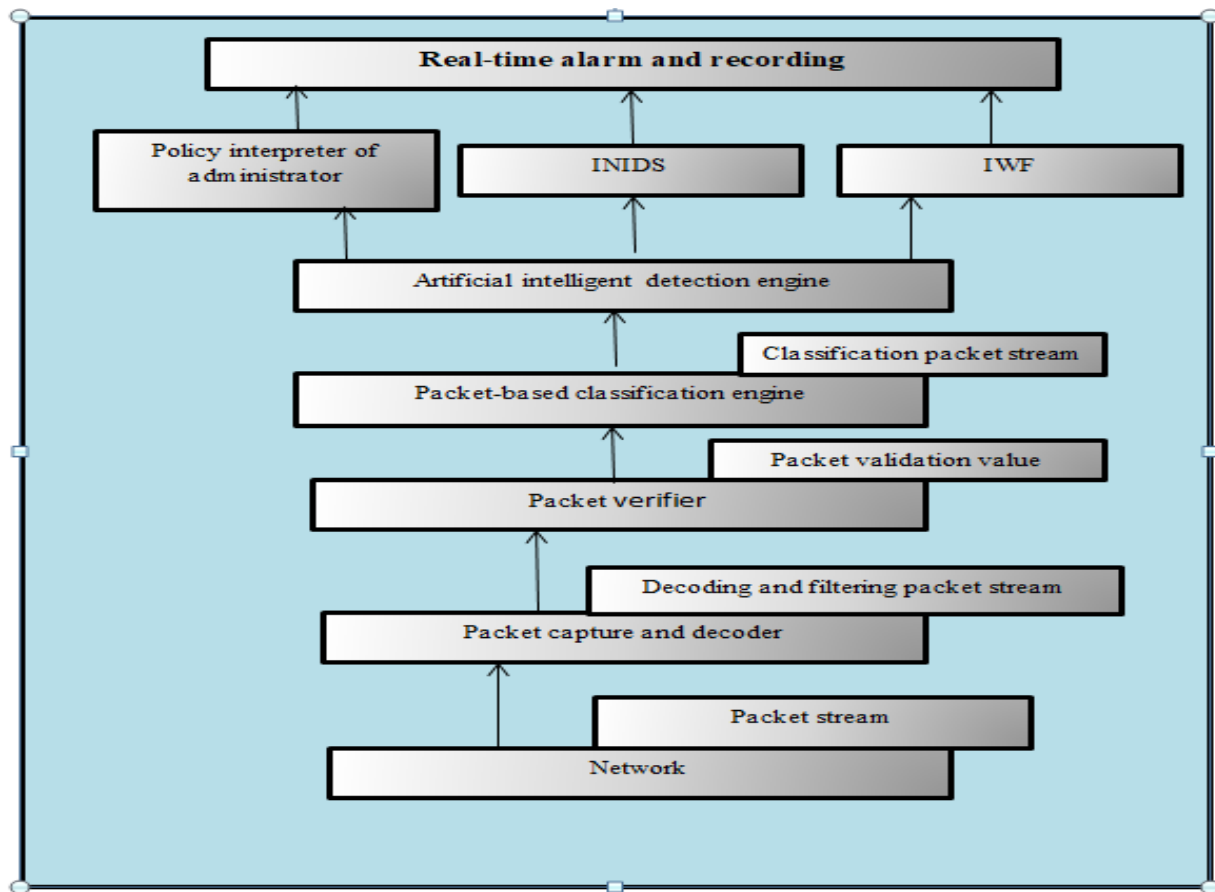 Real-time alarm and recording
Policy interpreter of
administrator
INIDS
IWF
Artificial intelligent detection engine
Classification packet stream
Packet-based classification engine
Packet validation value
Packet verifier
Decoding and filtering packet stream
Packet capture and decoder
Packet stream
Network